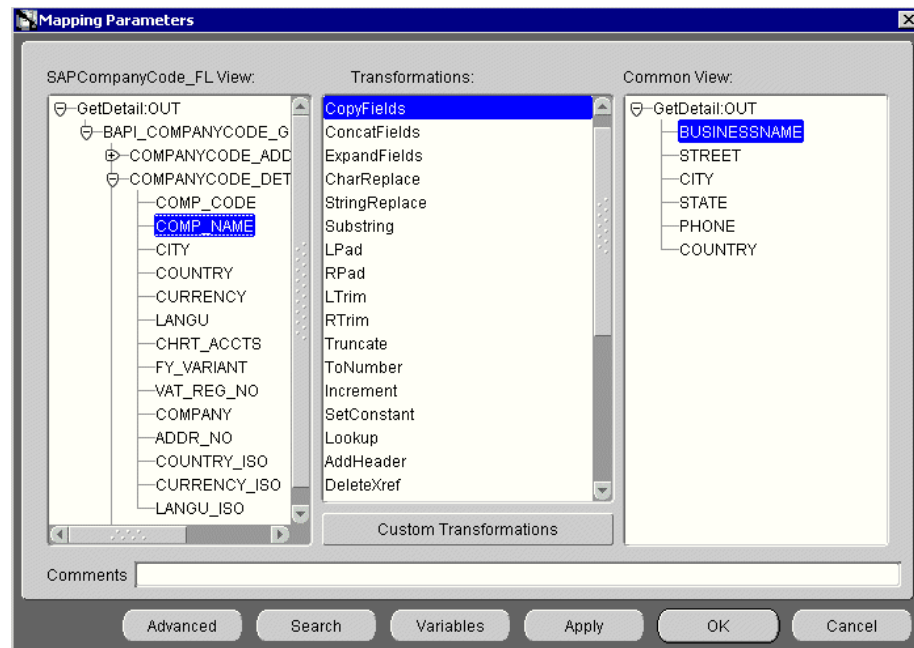 Mapping Parameters
SAPCompanyCode_FL View:
GetDetail:OUT
BAPI_COMPANYCODE_G
COMPANYCODE_ADD
COMPANYCODE_DET
COMP_CODE
COMP_NAME
CITY
COUNTRY
CURRENCY
LANGU
CHRT_ACCTS
FY_VARIANT
VAT_REG_NO
COMPANY
ADDR_NO
COUNTRY_ISO
CURRENCY_ISO
LANGU_ISO
Transformations:
CopyFields
ConcatFields
ExpandFields
CharReplace
StringReplace
Substring
LPad
RPad
LTrim
RTrim
Truncate
ToNumber
Increment
SetConstant
Lookup
AddHeader
DeleteXref
Custom Transformations
Common View:
GetDetail:OUT
BUSINESSNAME
STREET
CITY
STATE
PHONE
COUNTRY
Comments
Advanced Search Variables Apply OK Cancel